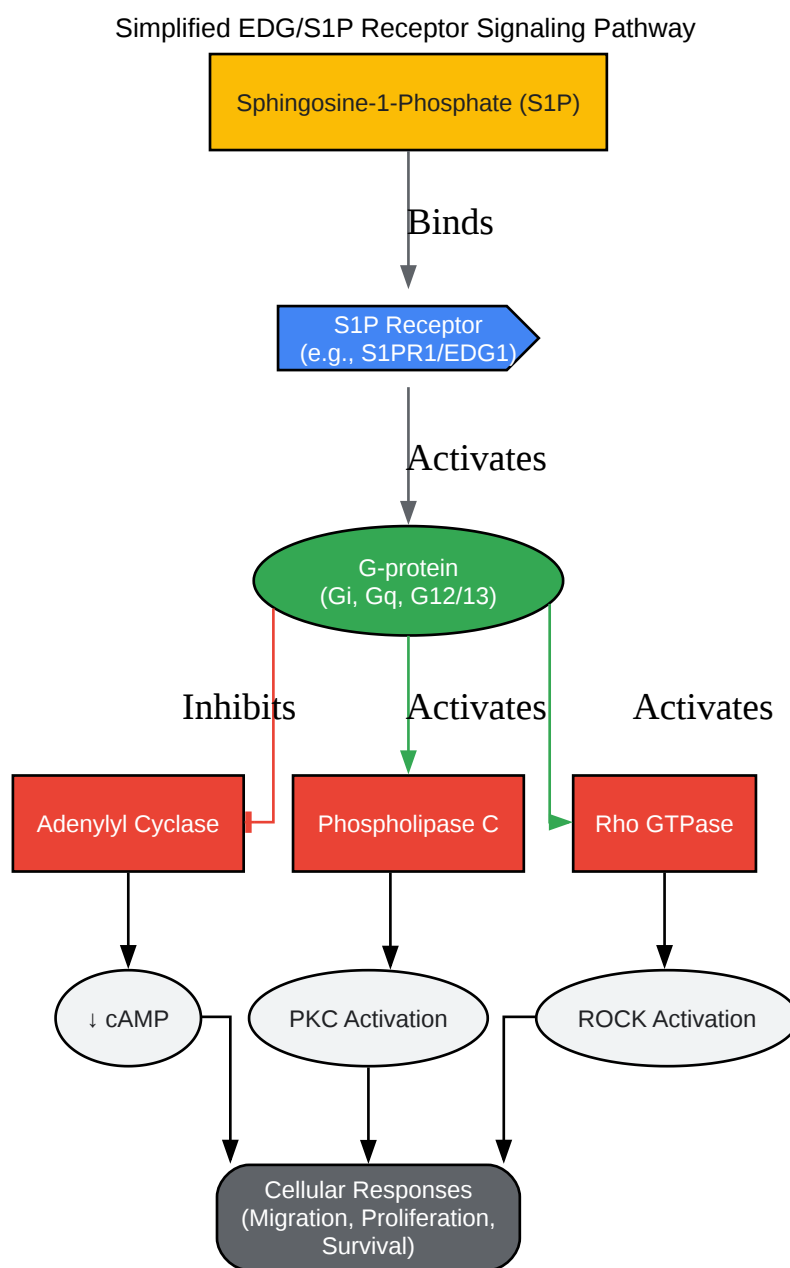 Simplified EDG/S1P Receptor Signaling Pathway
Sphingosine-1-Phosphate (S1P)
Binds
S1P Receptor
(e.g., S1PR1/EDG1)
Activates
G-protein
(Gi, Gq, G12/13)
Inhibits
Activates
Activates
Adenylyl Cyclase
Phospholipase C
Rho GTPase
↓ cAMP
PKC Activation
ROCK Activation
Cellular Responses
(Migration, Proliferation,
Survival)